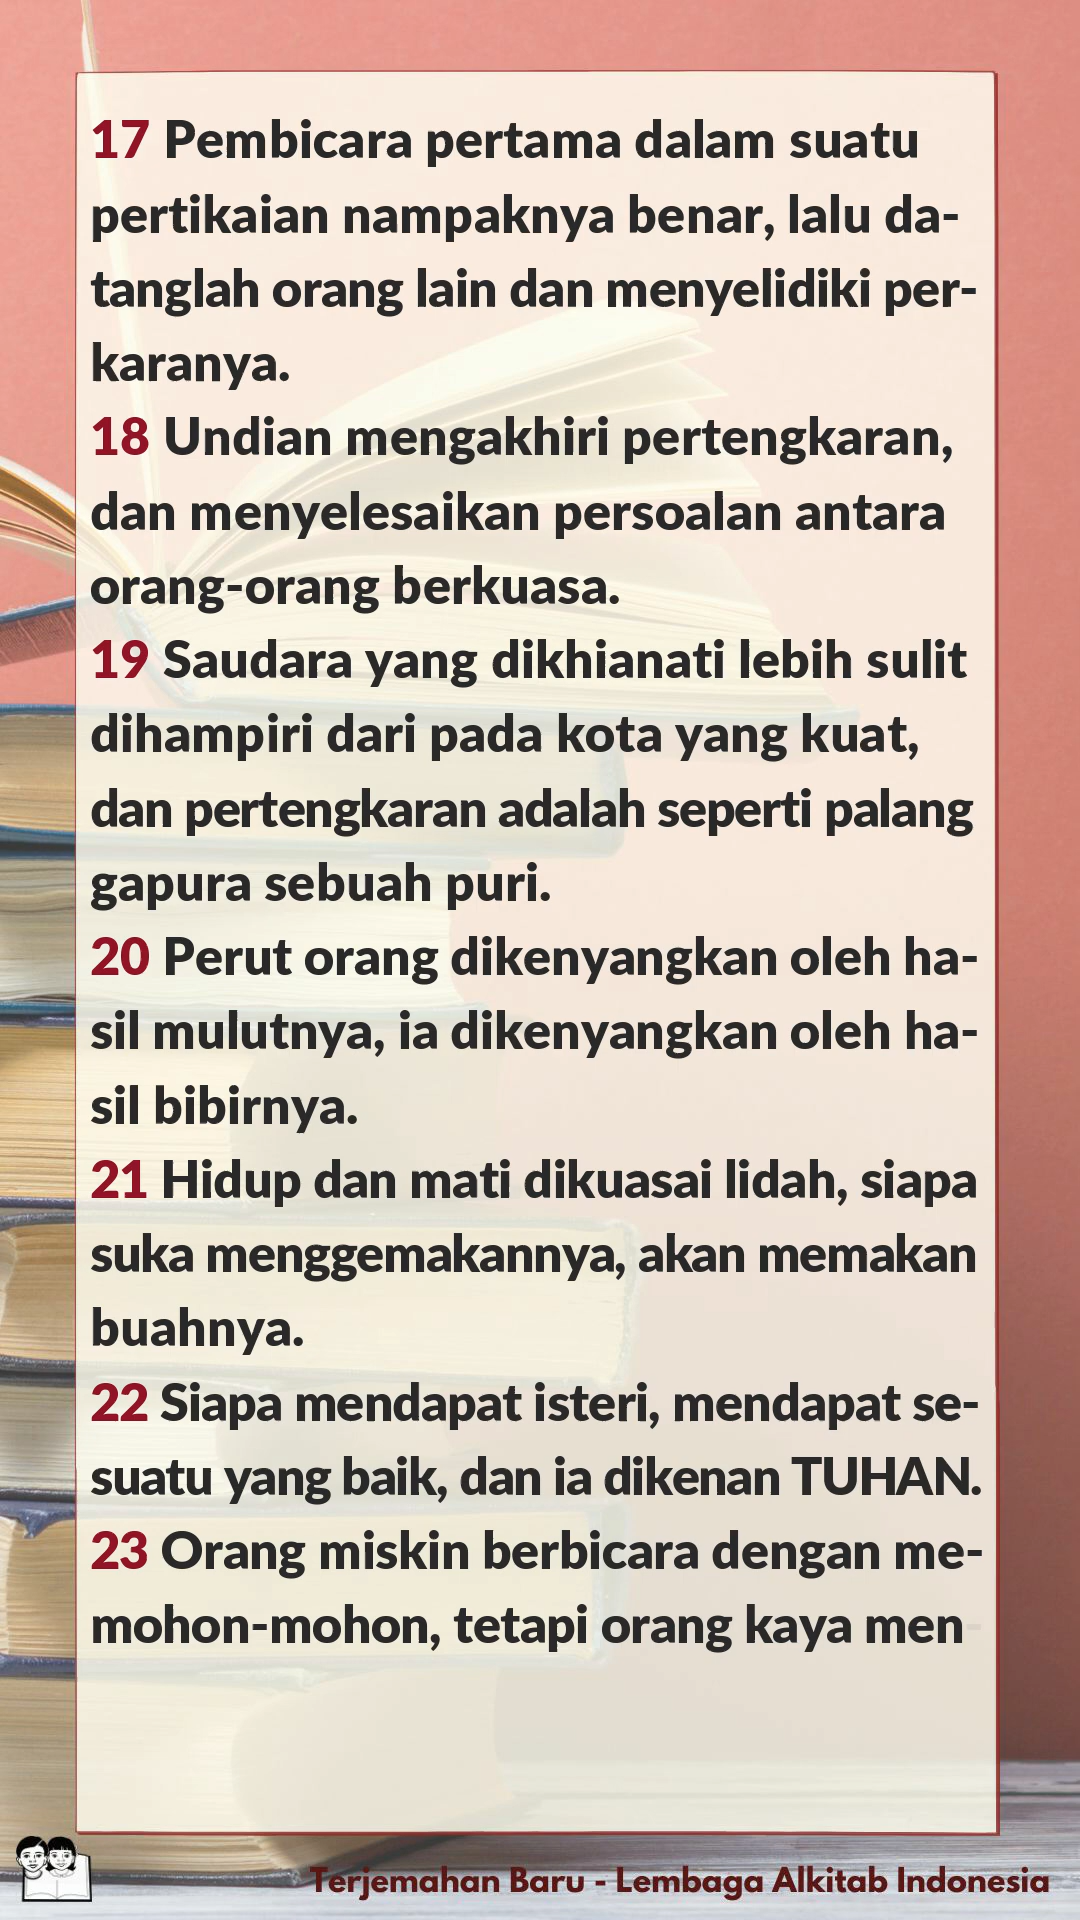 17 Pembicara pertama dalam suatu
pertikaian nampaknya benar, lalu da-
tanglah orang lain dan menyelidiki per-
karanya.
18 Undian mengakhiri pertengkaran,
dan menyelesaikan persoalan antara
orang-orang berkuasa.
19 Saudara yang dikhianati lebih sulit
dihampiri dari pada kota yang kuat,
dan pertengkaran adalah seperti palang
gapura sebuah puri.
20 Perut orang dikenyangkan oleh ha-
sil mulutnya, ia dikenyangkan oleh ha-
sil bibirnya.
21 Hidup dan mati dikuasai lidah, siapa
suka menggemakannya, akan memakan
buahnya.
22 Siapa mendapat isteri, mendapat se-
suatu yang baik, dan ia dikenan TUHAN.
23 Orang miskin berbicara dengan me-
mohon-mohon, tetapi orang kaya men-
Terjemahan Baru - Lembaga Alkitab Indonesia